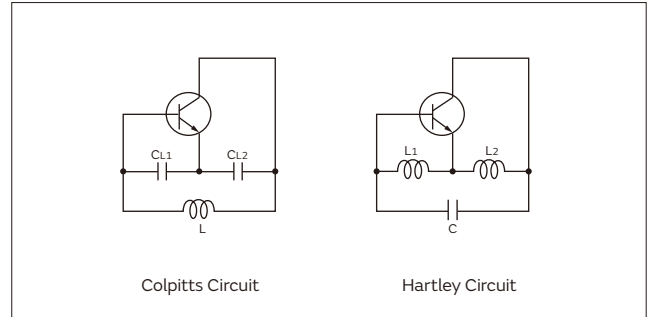 CL1 CL2
L
Colpitts Circuit
L1 L2
C
Hartley Circuit